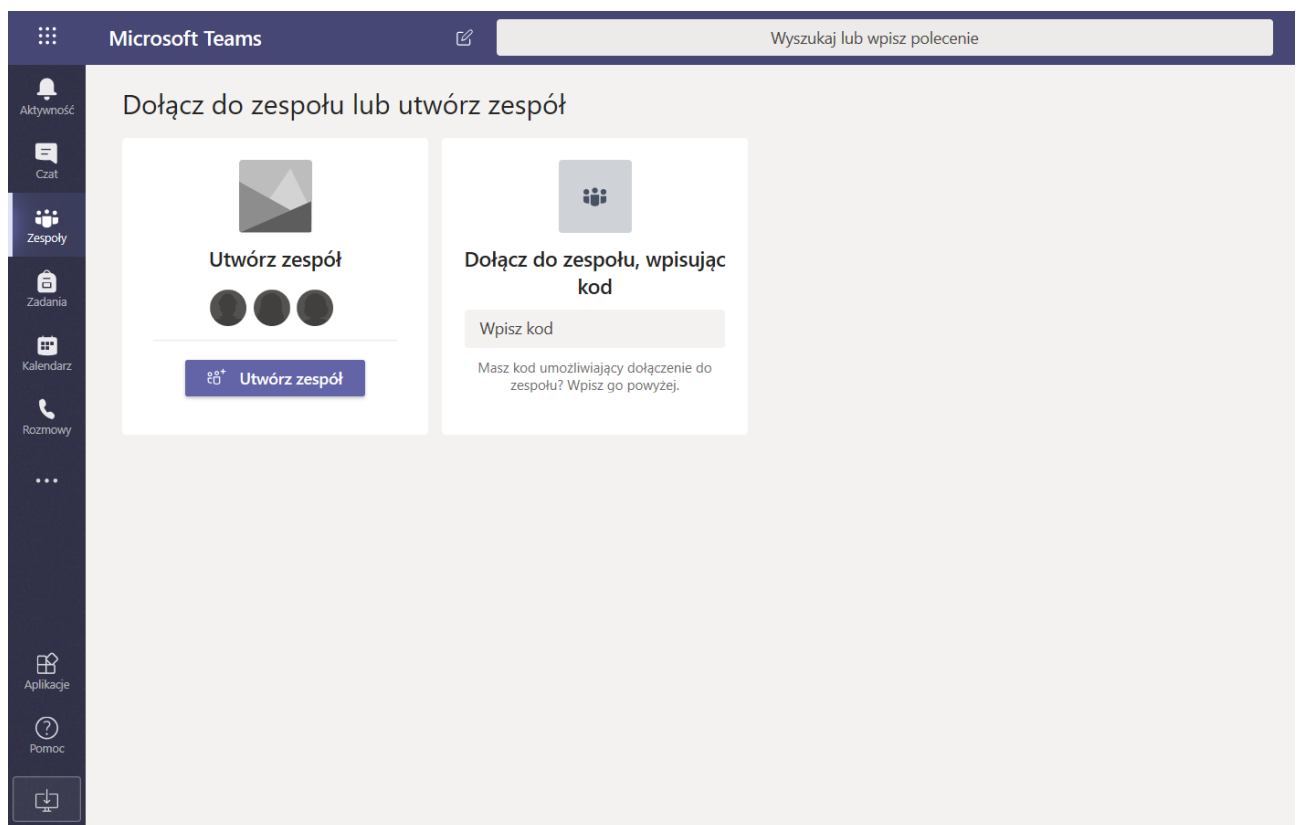 Microsoft Teams
Wyszukaj lub wpisz polecenie
Aktywność
Czat
Zespoły
Zadania
Kalendarz
Rozmowy
Aplikacje
Pomoc
Dołącz do zespołu lub utwórz zespół
Utwórz zespół
Utwórz zespół
Dołącz do zespołu, wpisując
kod
Wpisz kod
Masz kod umożliwiający dołączenie do
zespołu? Wpisz go powyżej.